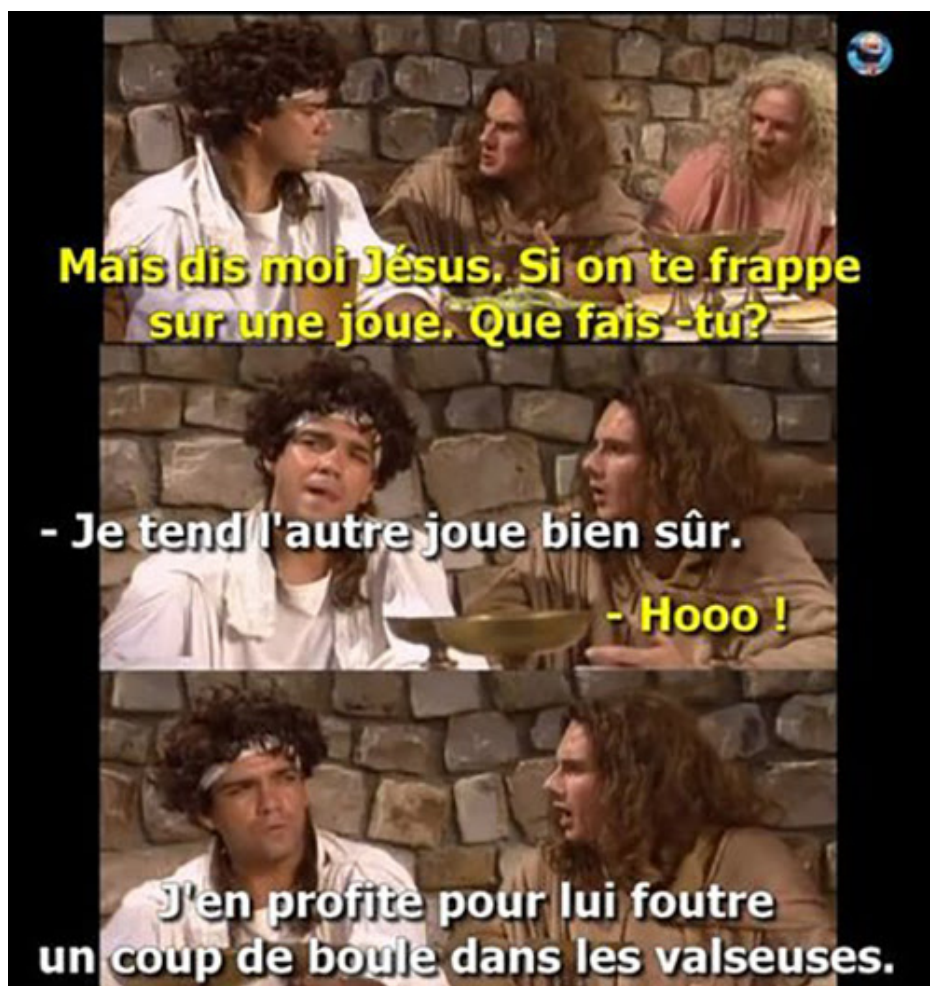 Mais dis moi Jésus. Si on te frappe
sur une joue. Que fais -tu?
- Je tend l'autre joue bien sûr.
- Hooo !
J'en profite pour lui foutre
un coup de boule dans les valseuses.